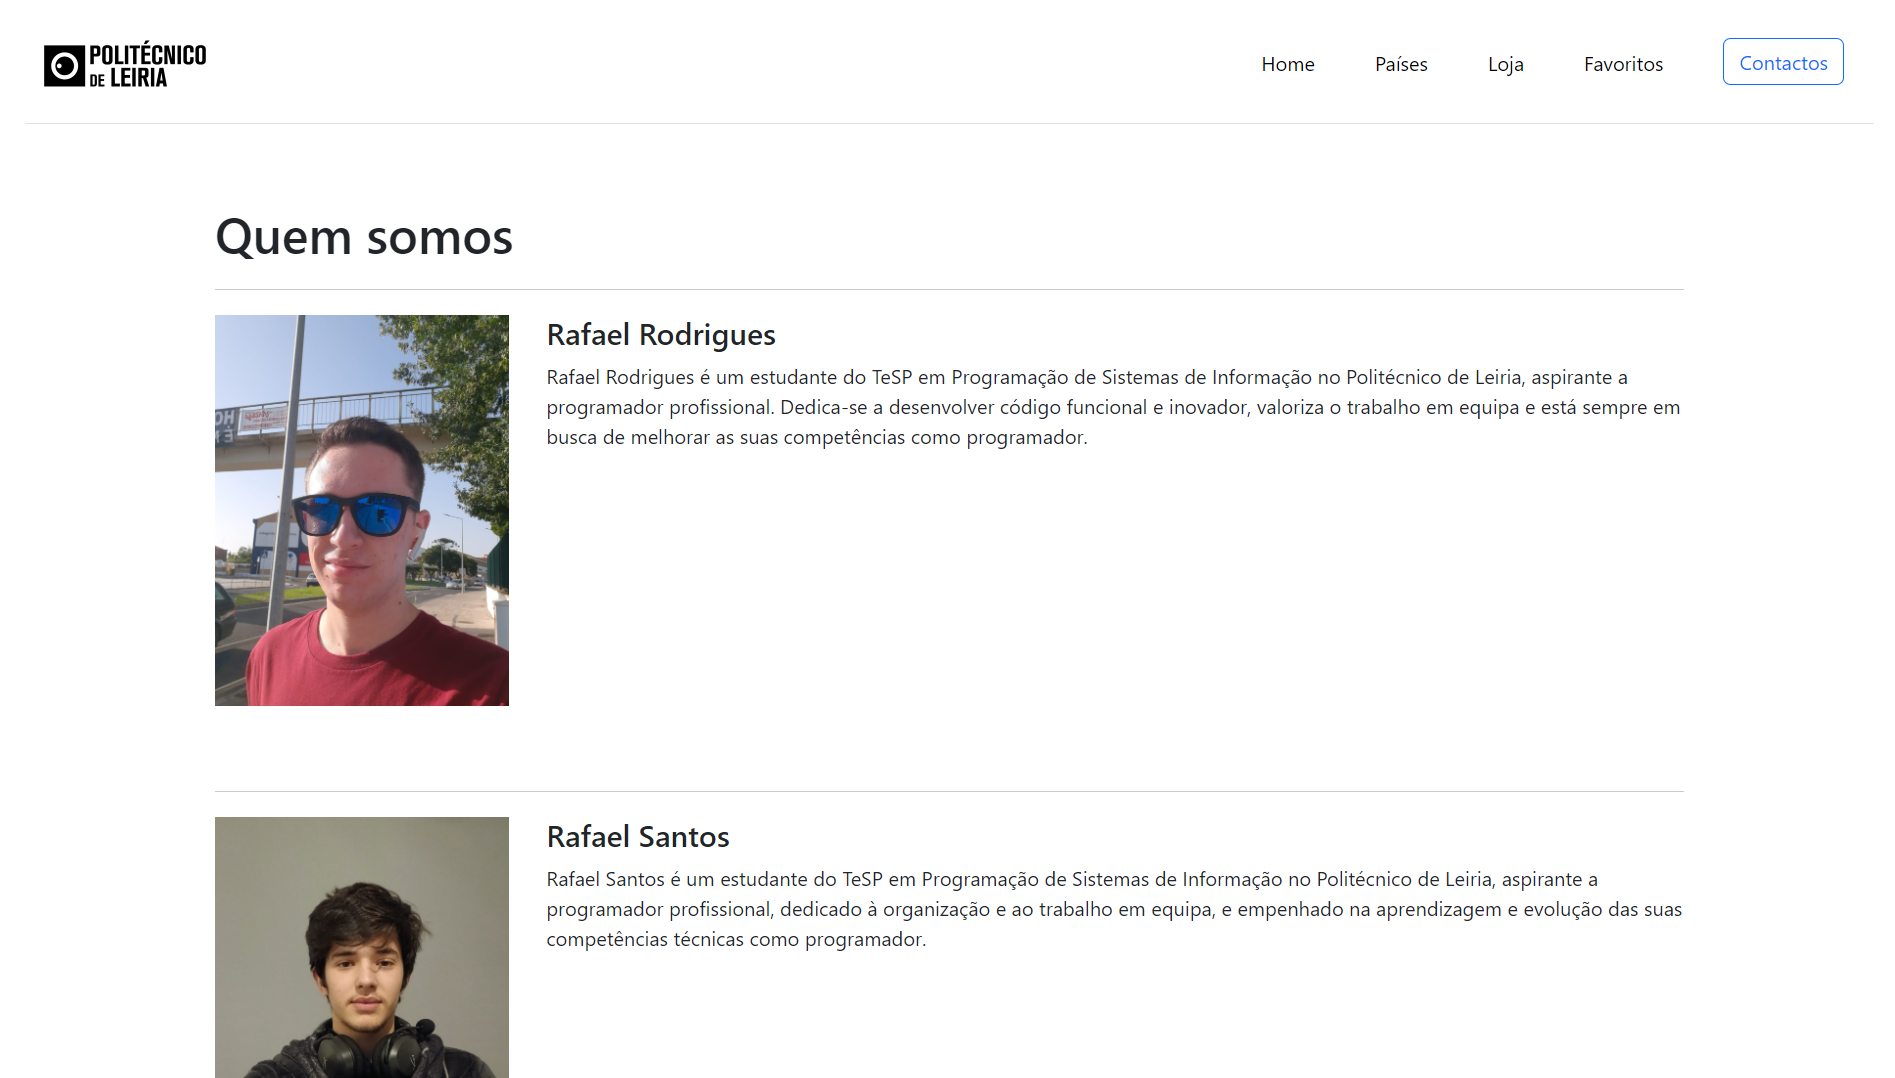 POLITÉCNICO
DE LEIRIA
Home
Países
Loja
Favoritos
Contactos
Quem somos
Rafael Rodrigues
Rafael Rodrigues é um estudante do TeSP em Programação de Sistemas de Informação no Politécnico de Leiria, aspirante a
programador profissional. Dedica-se a desenvolver código funcional e inovador, valoriza o trabalho em equipa e está sempre em
busca de melhorar as suas competências como programador.
Rafael Santos
Rafael Santos é um estudante do TeSP em Programação de Sistemas de Informação no Politécnico de Leiria, aspirante a
programador profissional, dedicado à organização e ao trabalho em equipa, e empenhado na aprendizagem e evolução das suas
competências técnicas como programador.